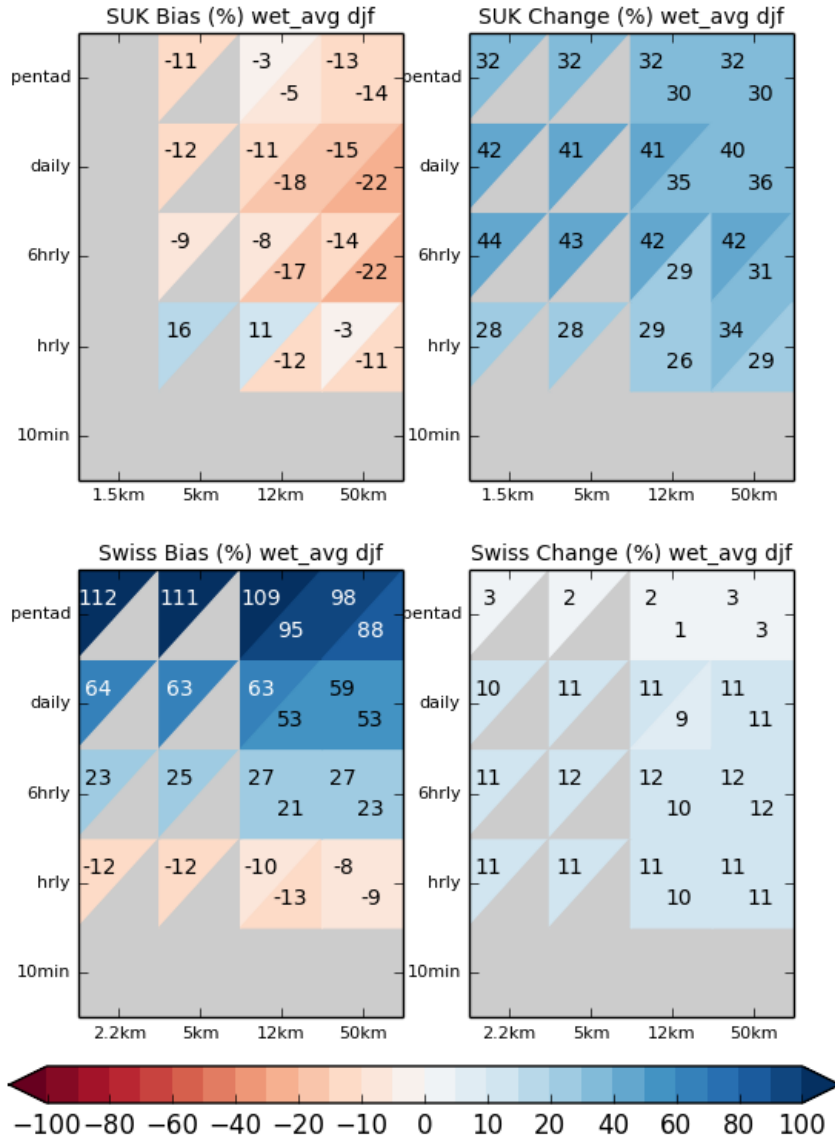 SUK Bias (%) wet_avg djf
pentad -11 -3 -13
-5 -14
daily -12 -11 -15
-18 -22
6hrly -9 -8 -14
-17 -22
hrly 16 11 -3
-12 -11
10min
1.5km 5km 12km 50km
SUK Change (%) wet_avg djf
pentad 32 32 32 32
30 30
42 41 41 40
35 36
44 43 42 42
29 31
28 28 29 34
26 29
1.5km 5km 12km 50km
Swiss Bias (%) wet_avg djf
pentad 112 111 109 98
95 88
daily 64 63 63 59
53 53
6hrly 23 25 27 27
21 23
hrly -12 -12 -10 -8
-13 -9
10min
2.2km 5km 12km 50km
Swiss Change (%) wet_avg djf
pentad 3 2 2 3
1 3
daily 10 11 11 11
9 11
6hrly 11 12 12 12
10 12
hrly 11 11 11 11
10 11
10min
2.2km 5km 12km 50km
−100 −80 −60 −40 −20 −10 0 10 20 40 60 80 100